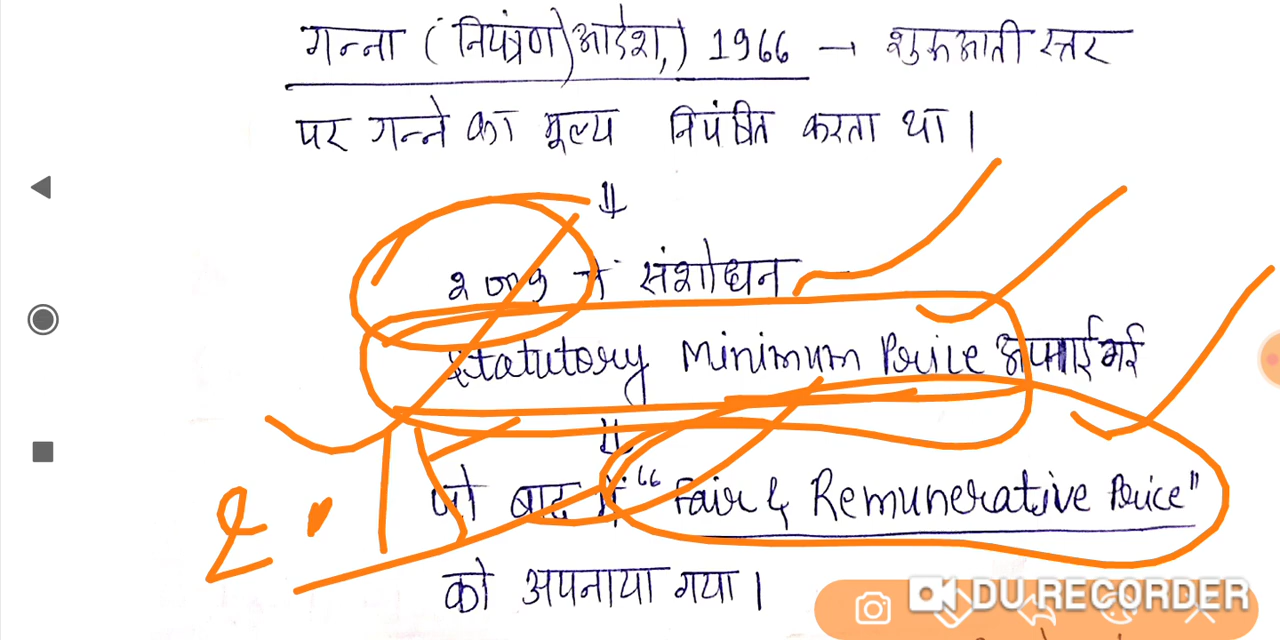 गन्ना (नियंत्रण) आदेश, 1966 → शुरुआती स्तर
पर गन्ने का मूल्य नियंत्रित करता था।
में संशोधन
Statutory Minimum Price अपनाई गई
जो बाद में "Fair & Remunerative Price"
को अपनाया गया।
DU RECORDER